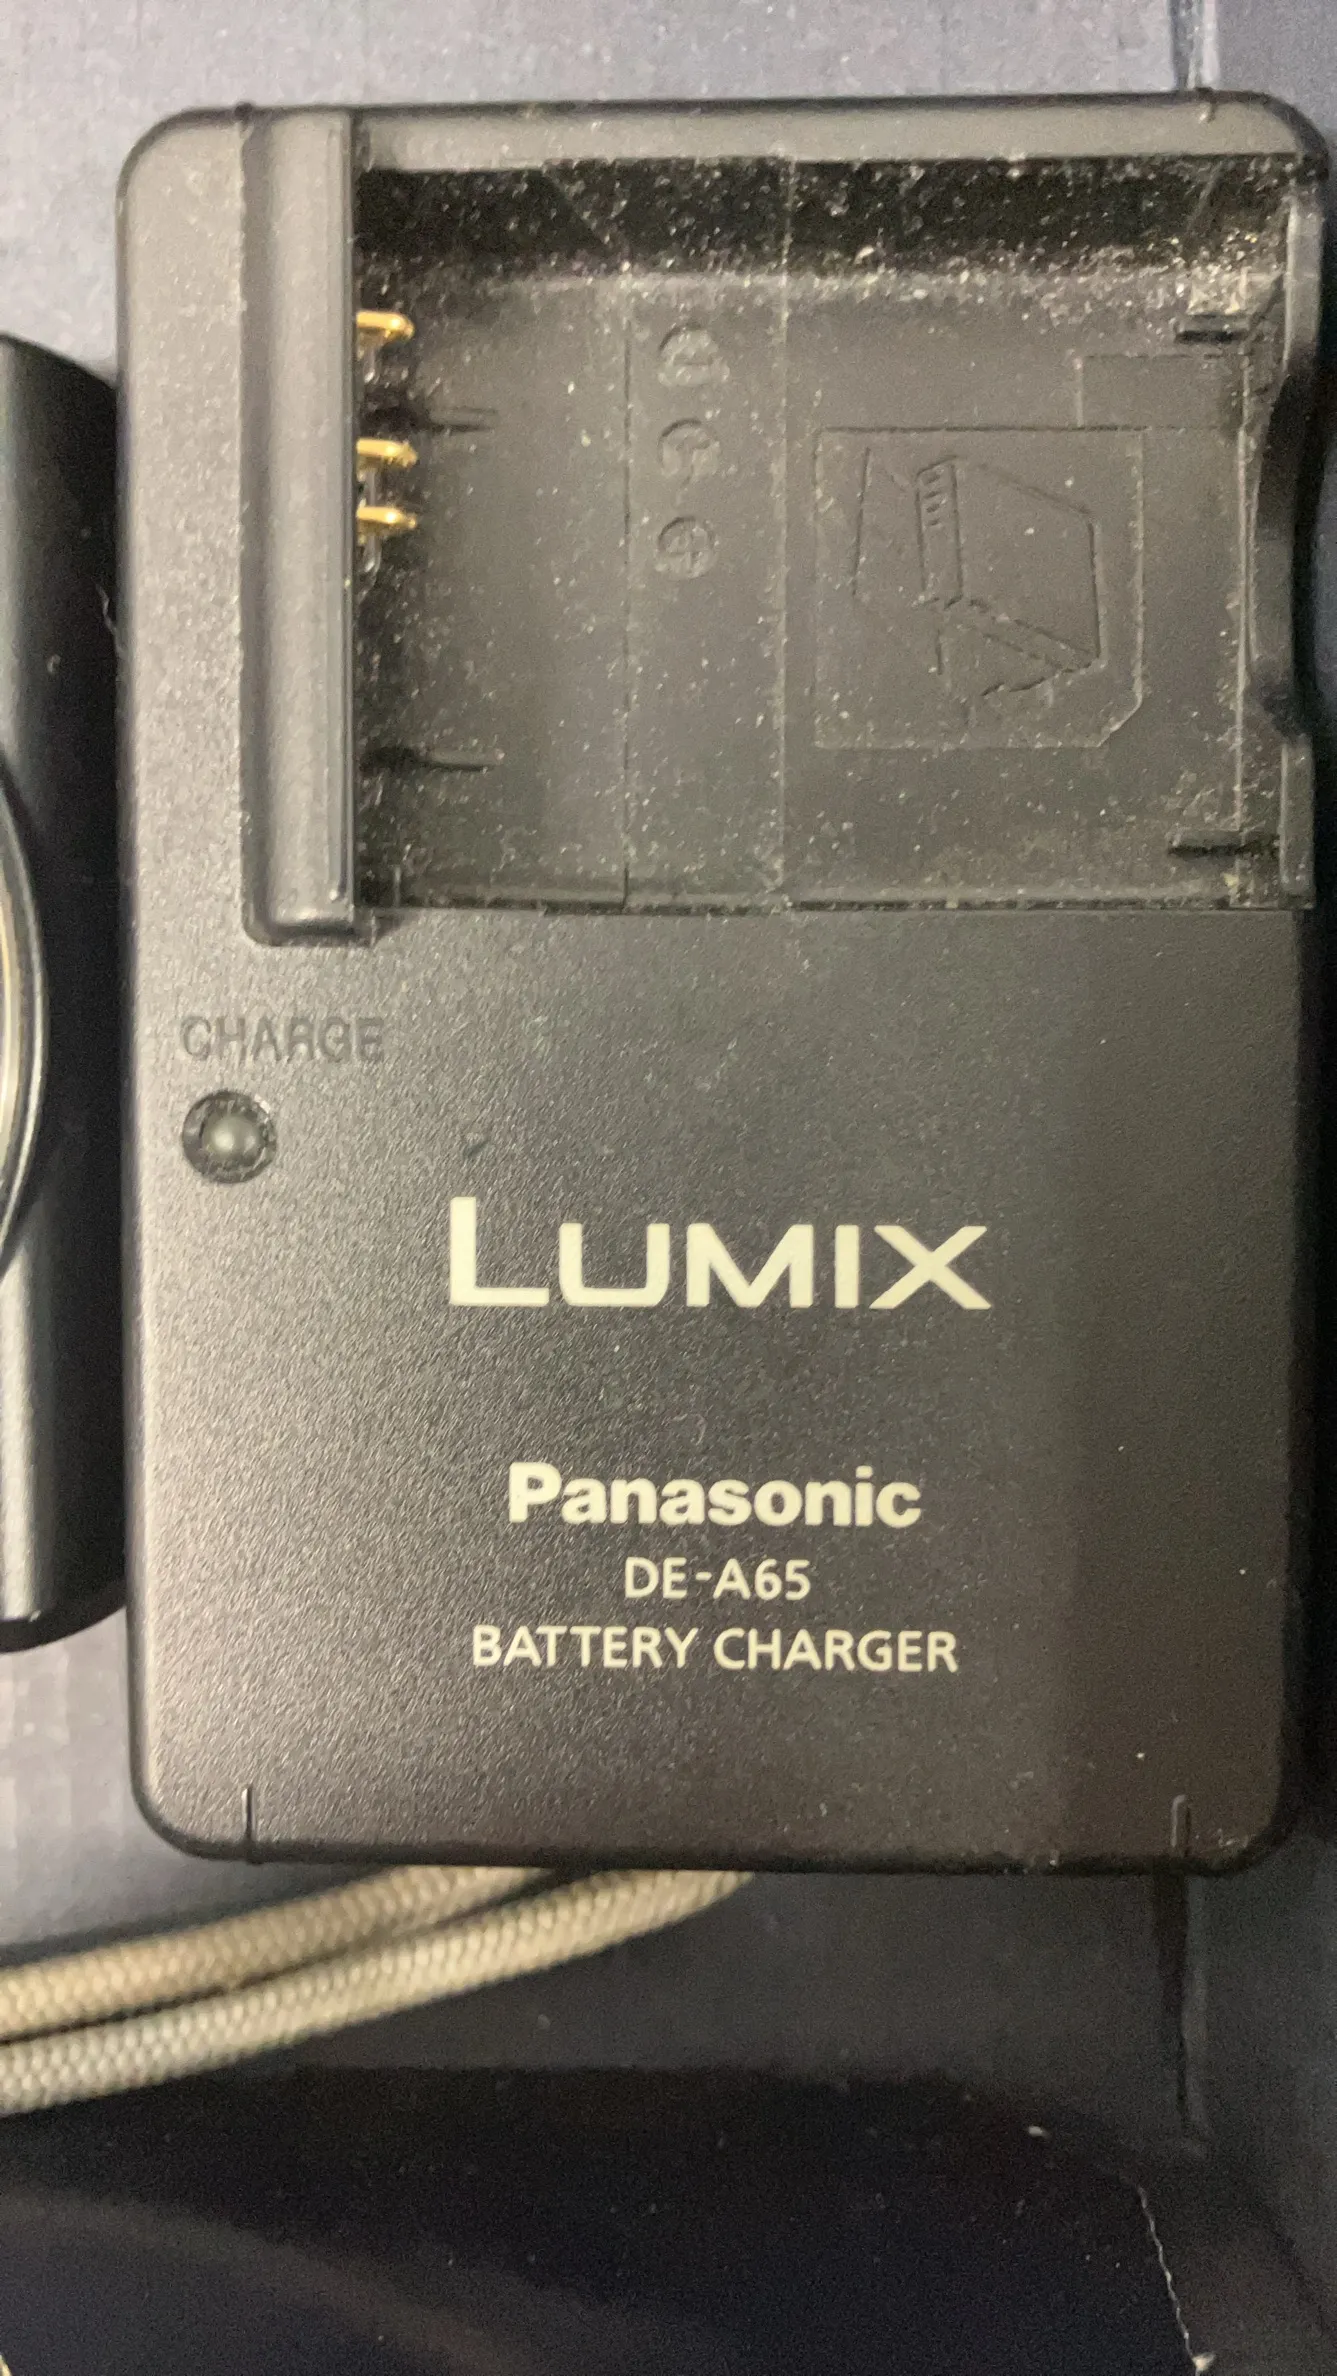 CHARGE
LUMIX
Panasonic
DE-A65
BATTERY CHARGER